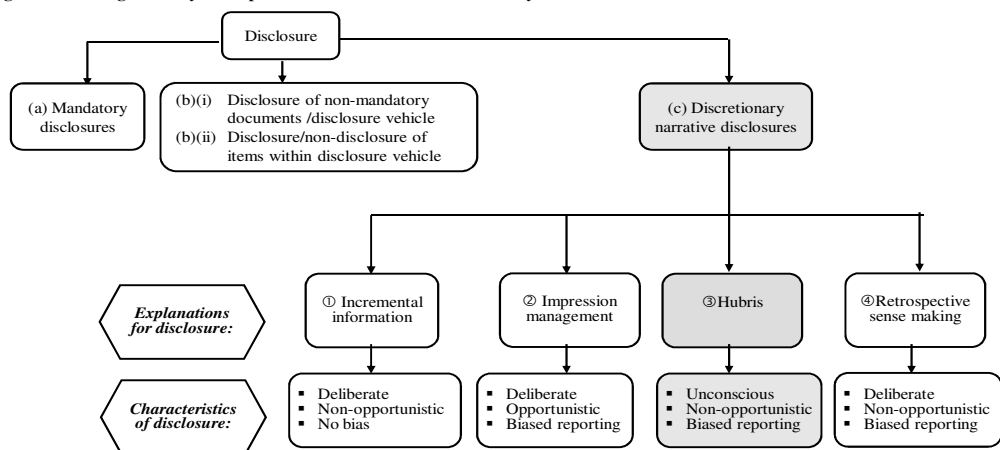 Disclosure
(a) Mandatory
disclosures
(b)(i) Disclosure of non-mandatory
documents /disclosure vehicle
(b)(ii) Disclosure/non-disclosure of
items within disclosure vehicle
(c) Discretionary
narrative disclosures
Explanations
for disclosure:
① Incremental
information
② Impression
management
③Hubris
④Retrospective
sense making
Characteristics
of disclosure:
▪ Deliberate
▪ Non-opportunistic
▪ No bias
▪ Deliberate
▪ Opportunistic
▪ Biased reporting
▪ Unconscious
▪ Non-opportunistic
▪ Biased reporting
▪ Deliberate
▪ Non-opportunistic
▪ Biased reporting